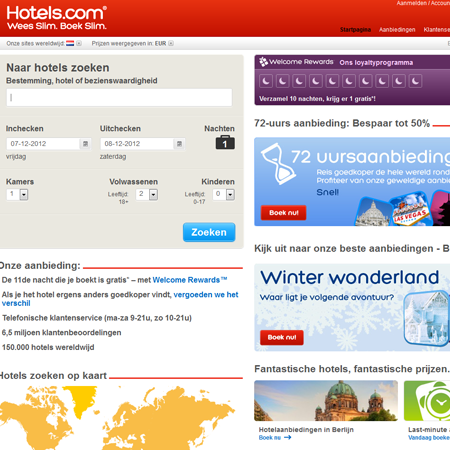 Hotels.com®
Wees Slim. Boek Slim.
Aanmelden / Accou
Startpagina Aanbiedingen Klantense
Onze sites wereldwijd: Prijzen weergegeven in: EUR
Naar hotels zoeken
Bestemming, hotel of bezienswaardigheid
Inchecken Uitchecken Nachten
07-12-2012 08-12-2012 1
vrijdag zaterdag
Kamers Volwassenen Kinderen
1 Leeftijd: 18+ 2 Leeftijd: 0-17 0
Zoeken
Onze aanbieding:
De 11de nacht die je boekt is gratis* – met Welcome Rewards™
Als je het hotel ergens anders goedkoper vindt, vergoeden we het
verschil
Telefonische klantenservice (ma-za 9-21u, zo 10-21u)
6,5 miljoen klantenbeoordelingen
150.000 hotels wereldwijd
Hotels zoeken op kaart
Welcome Rewards Ons loyaltyprogramma
Verzamel 10 nachten, krijg er 1 gratis*!
72-uurs aanbieding: Bespaar tot 50%
72 uursaanbieding
Reis goedkoper de hele wereld rond
Profiteer van onze geweldige aanbi
Snel!
Boek nu!
LAS VEGAS
Kijk uit naar onze beste aanbiedingen - B
Winter wonderland
Waar ligt je volgende avontuur?
Boek nu!
Fantastische hotels, fantastische prijzen.
Hotelaanbiedingen in Berlijn
Boek nu
Last-minute
Vandaag boeke